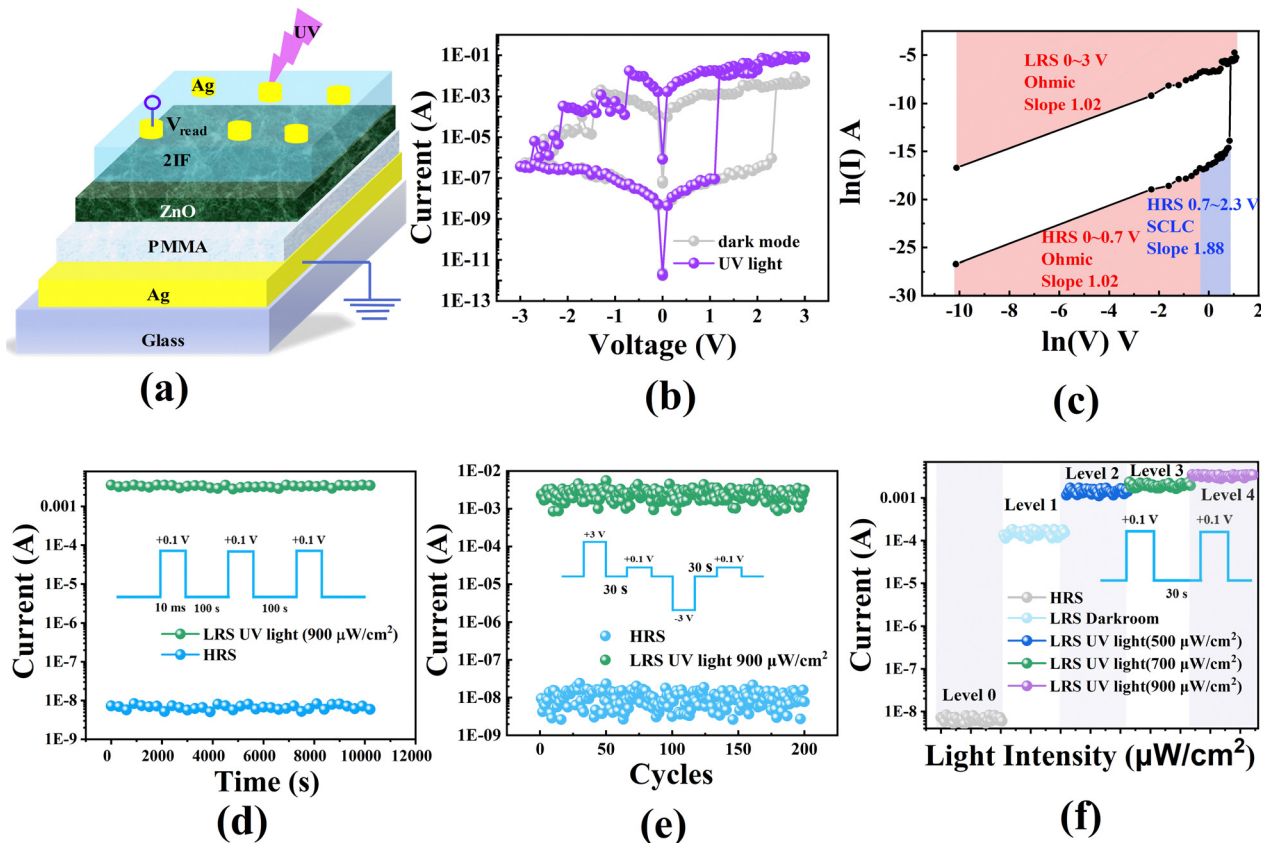 UV
Ag
V_read
2IF
ZnO
PMMA
Ag
Glass
(a)
Current (A)
1E-01
1E-03
1E-05
1E-07
1E-09
1E-11
1E-13
dark mode
UV light
-3 -2 -1 0 1 2 3
Voltage (V)
(b)
ln(I) A
-5
-10
-15
-20
-25
-30
LRS 0~3 V
Ohmic
Slope 1.02
HRS 0~0.7 V
Ohmic
Slope 1.02
HRS 0.7~2.3 V
SCLC
Slope 1.88
-10 -8 -6 -4 -2 0 2
ln(V) V
(c)
Current (A)
0.001
1E-4
1E-5
1E-6
1E-7
1E-8
1E-9
+0.1 V +0.1 V +0.1 V
10 ms 100 s 100 s
LRS UV light (900 μW/cm²)
HRS
0 2000 4000 6000 8000 10000 12000
Time (s)
(d)
Current (A)
1E-02
1E-03
1E-04
1E-05
1E-06
1E-07
1E-08
1E-09
+3 V
+0.1 V
30 s
-3 V
30 s
+0.1 V
HRS
LRS UV light 900 μW/cm²
0 50 100 150 200
Cycles
(e)
Current (A)
0.001
1E-4
1E-5
1E-6
1E-7
1E-8
Level 0
Level 1
Level 2
Level 3
Level 4
+0.1 V +0.1 V
30 s
HRS
LRS Darkroom
LRS UV light(500 μW/cm²)
LRS UV light(700 μW/cm²)
LRS UV light(900 μW/cm²)
Light Intensity (μW/cm²)
(f)